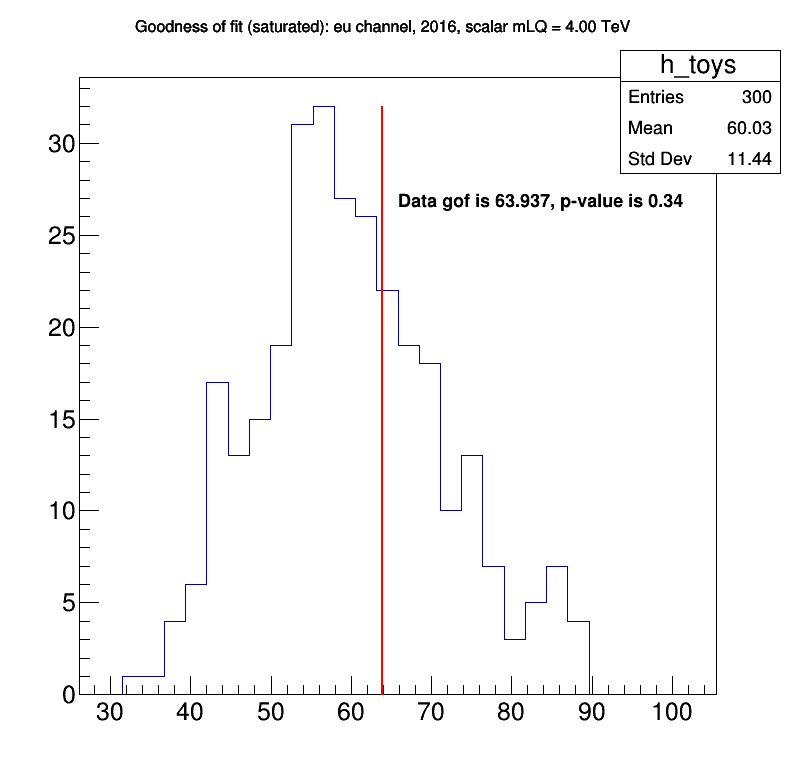 Goodness of fit (saturated): eu channel, 2016, scalar mLQ = 4.00 TeV
h_toys
Entries 300
Mean 60.03
Std Dev 11.44
Data gof is 63.937, p-value is 0.34
30
25
20
15
10
5
0
30 40 50 60 70 80 90 100